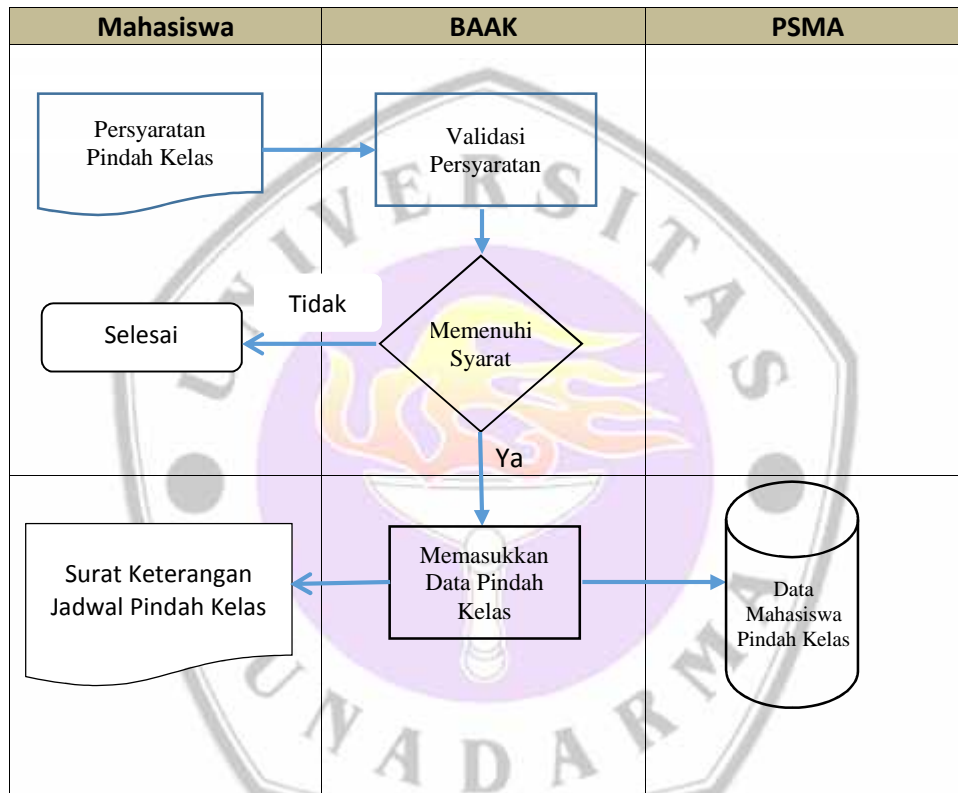 Mahasiswa
BAAK
PSMA
Persyaratan
Pindah Kelas
Validasi
Persyaratan
Tidak
Selesai
Memenuhi
Syarat
Ya
Surat Keterangan
Jadwal Pindah Kelas
Memasukkan
Data Pindah
Kelas
Data
Mahasiswa
Pindah Kelas
UNIVERSITAS
UNADARMA